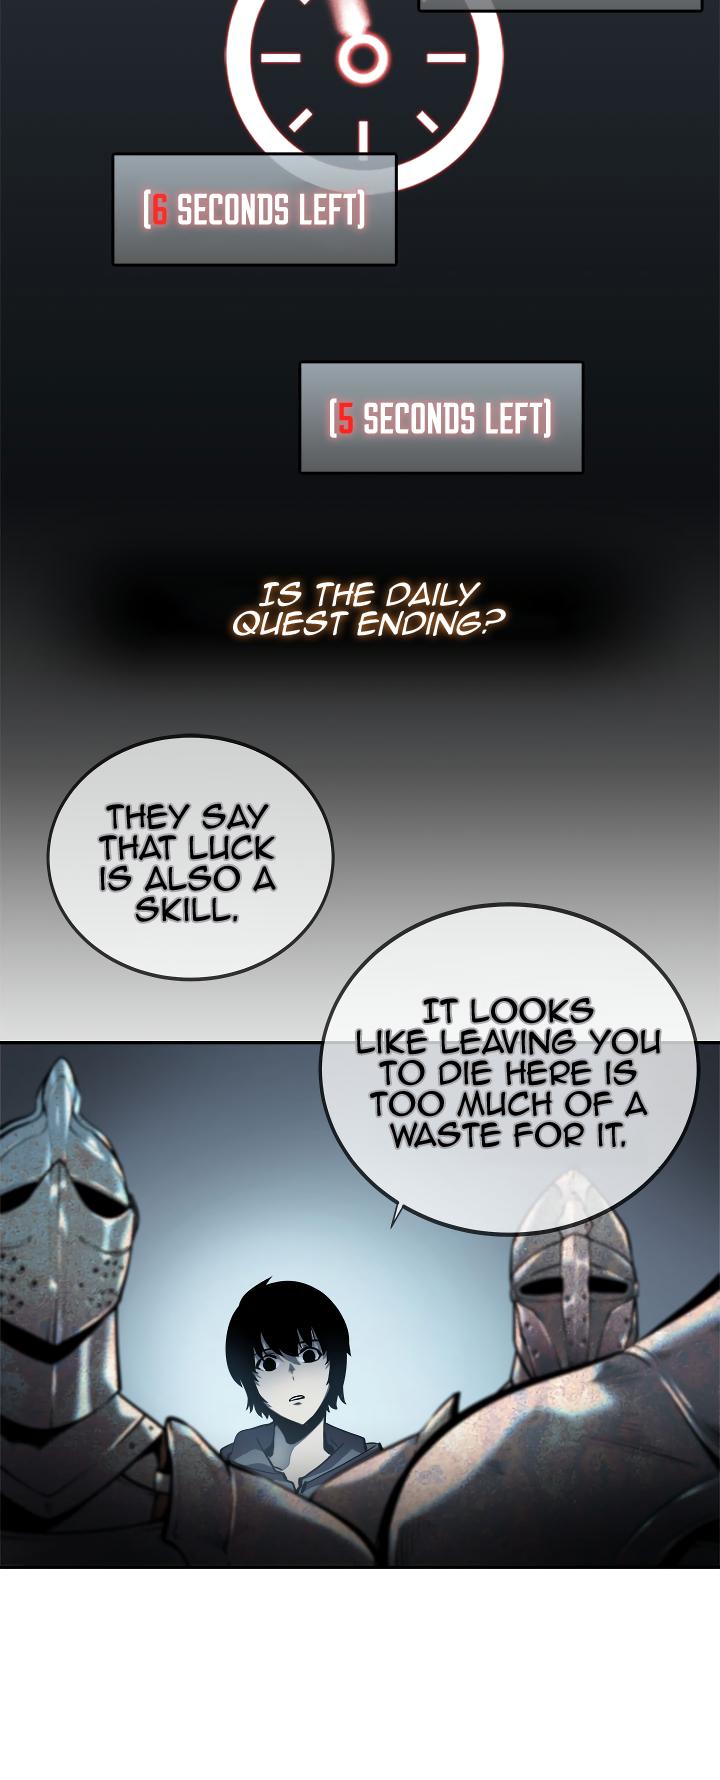 [6 SECONDS LEFT]
[5 SECONDS LEFT]
IS THE DAILY
QUEST ENDING?
THEY SAY
THAT LUCK
IS ALSO A
SKILL.
IT LOOKS
LIKE LEAVING YOU
TO DIE HERE IS
TOO MUCH OF A
WASTE FOR IT.